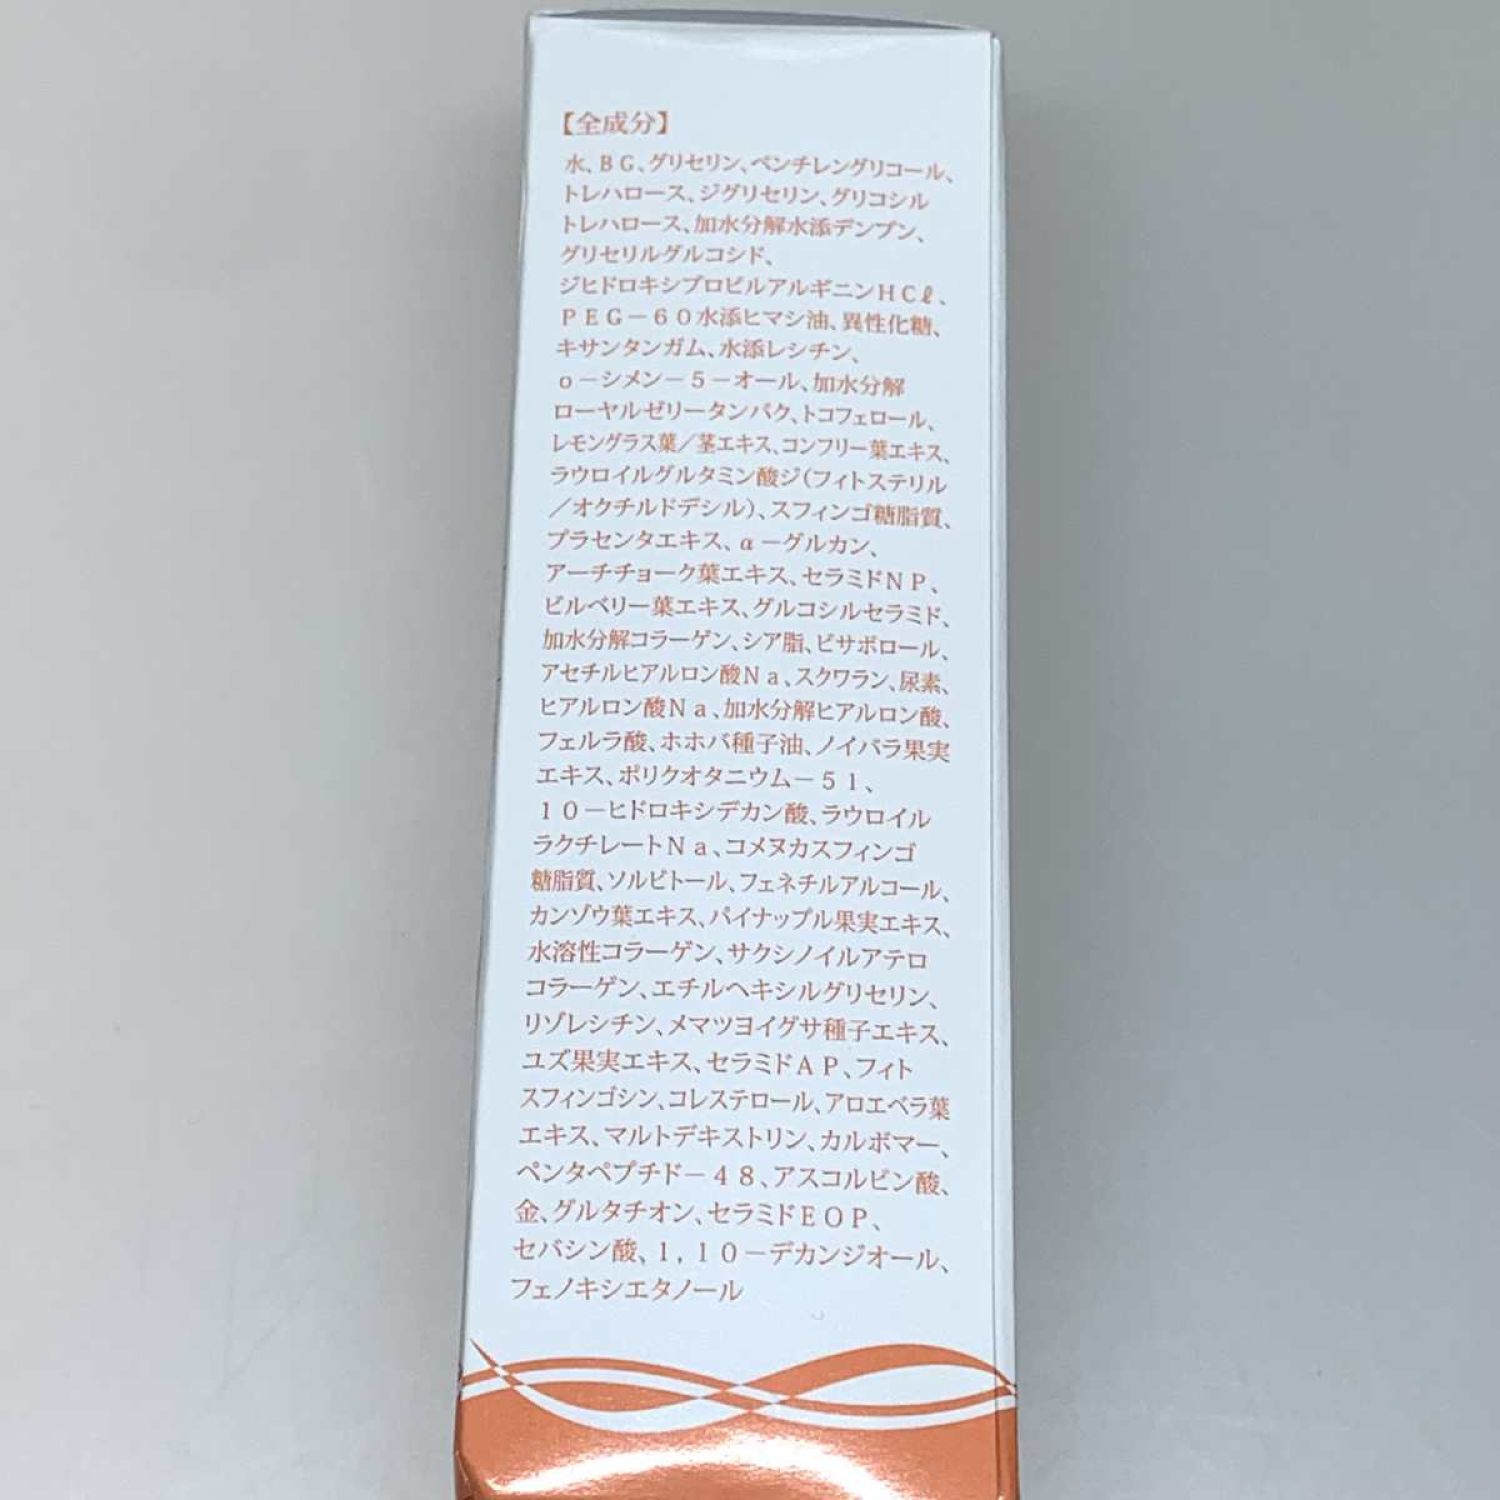 【全成分】
水、BG、グリセリン、ペンチレングリコール、
トレハロース、ジグリセリン、グリコシル
トレハロース、加水分解水添デンプン、
グリセリルグルコシド、
ジヒドロキシプロピルアルギニンHCℓ、
PEG－60水添ヒマシ油、異性化糖、
キサンタンガム、水添レシチン、
o－シメン－5－オール、加水分解
ローヤルゼリータンパク、トコフェロール、
レモングラス葉／茎エキス、コンフリー葉エキス、
ラウロイルグルタミン酸ジ(フィトステリル
／オクチルドデシル)、スフィンゴ糖脂質、
プラセンタエキス、α－グルカン、
アーチチョーク葉エキス、セラミドNP、
ビルベリー葉エキス、グルコシルセラミド、
加水分解コラーゲン、シア脂、ビサボロール、
アセチルヒアルロン酸Na、スクワラン、尿素、
ヒアルロン酸Na、加水分解ヒアルロン酸、
フェルラ酸、ホホバ種子油、ノイバラ果実
エキス、ポリクオタニウム－51、
10－ヒドロキシデカン酸、ラウロイル
ラクチレートNa、コメヌカスフィンゴ
糖脂質、ソルビトール、フェネチルアルコール、
カンゾウ葉エキス、パイナップル果実エキス、
水溶性コラーゲン、サクシノイルアテロ
コラーゲン、エチルヘキシルグリセリン、
リゾレシチン、メマツヨイグサ種子エキス、
ユズ果実エキス、セラミドAP、フィト
スフィンゴシン、コレステロール、アロエベラ葉
エキス、マルトデキストリン、カルボマー、
ペンタペプチド－48、アスコルビン酸、
金、グルタチオン、セラミドEOP、
セバシン酸、1,10－デカンジオール、
フェノキシエタノール